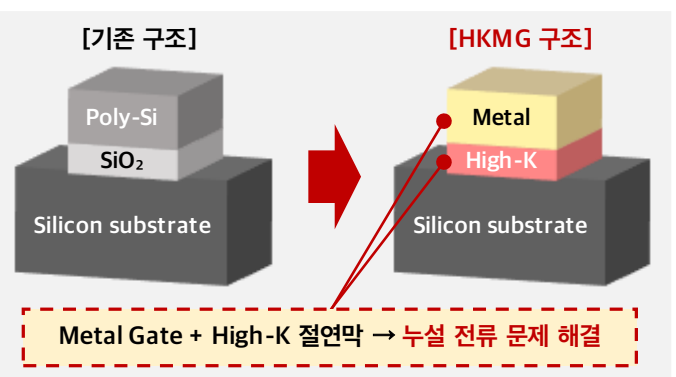 [기존 구조]
[HKMG 구조]
Poly-Si
SiO₂
Silicon substrate
Metal
High-K
Silicon substrate
Metal Gate + High-K 절연막 → 누설 전류 문제 해결